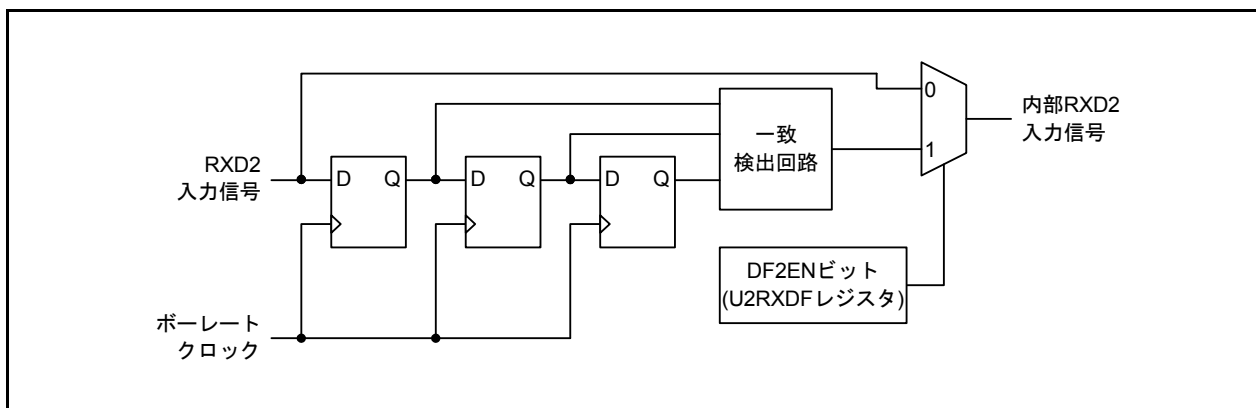 RXD2
入力信号
D Q
D Q
D Q
一致
検出回路
0
1
内部RXD2
入力信号
DF2ENビット
(U2RXDFレジスタ)
ボーレート
クロック